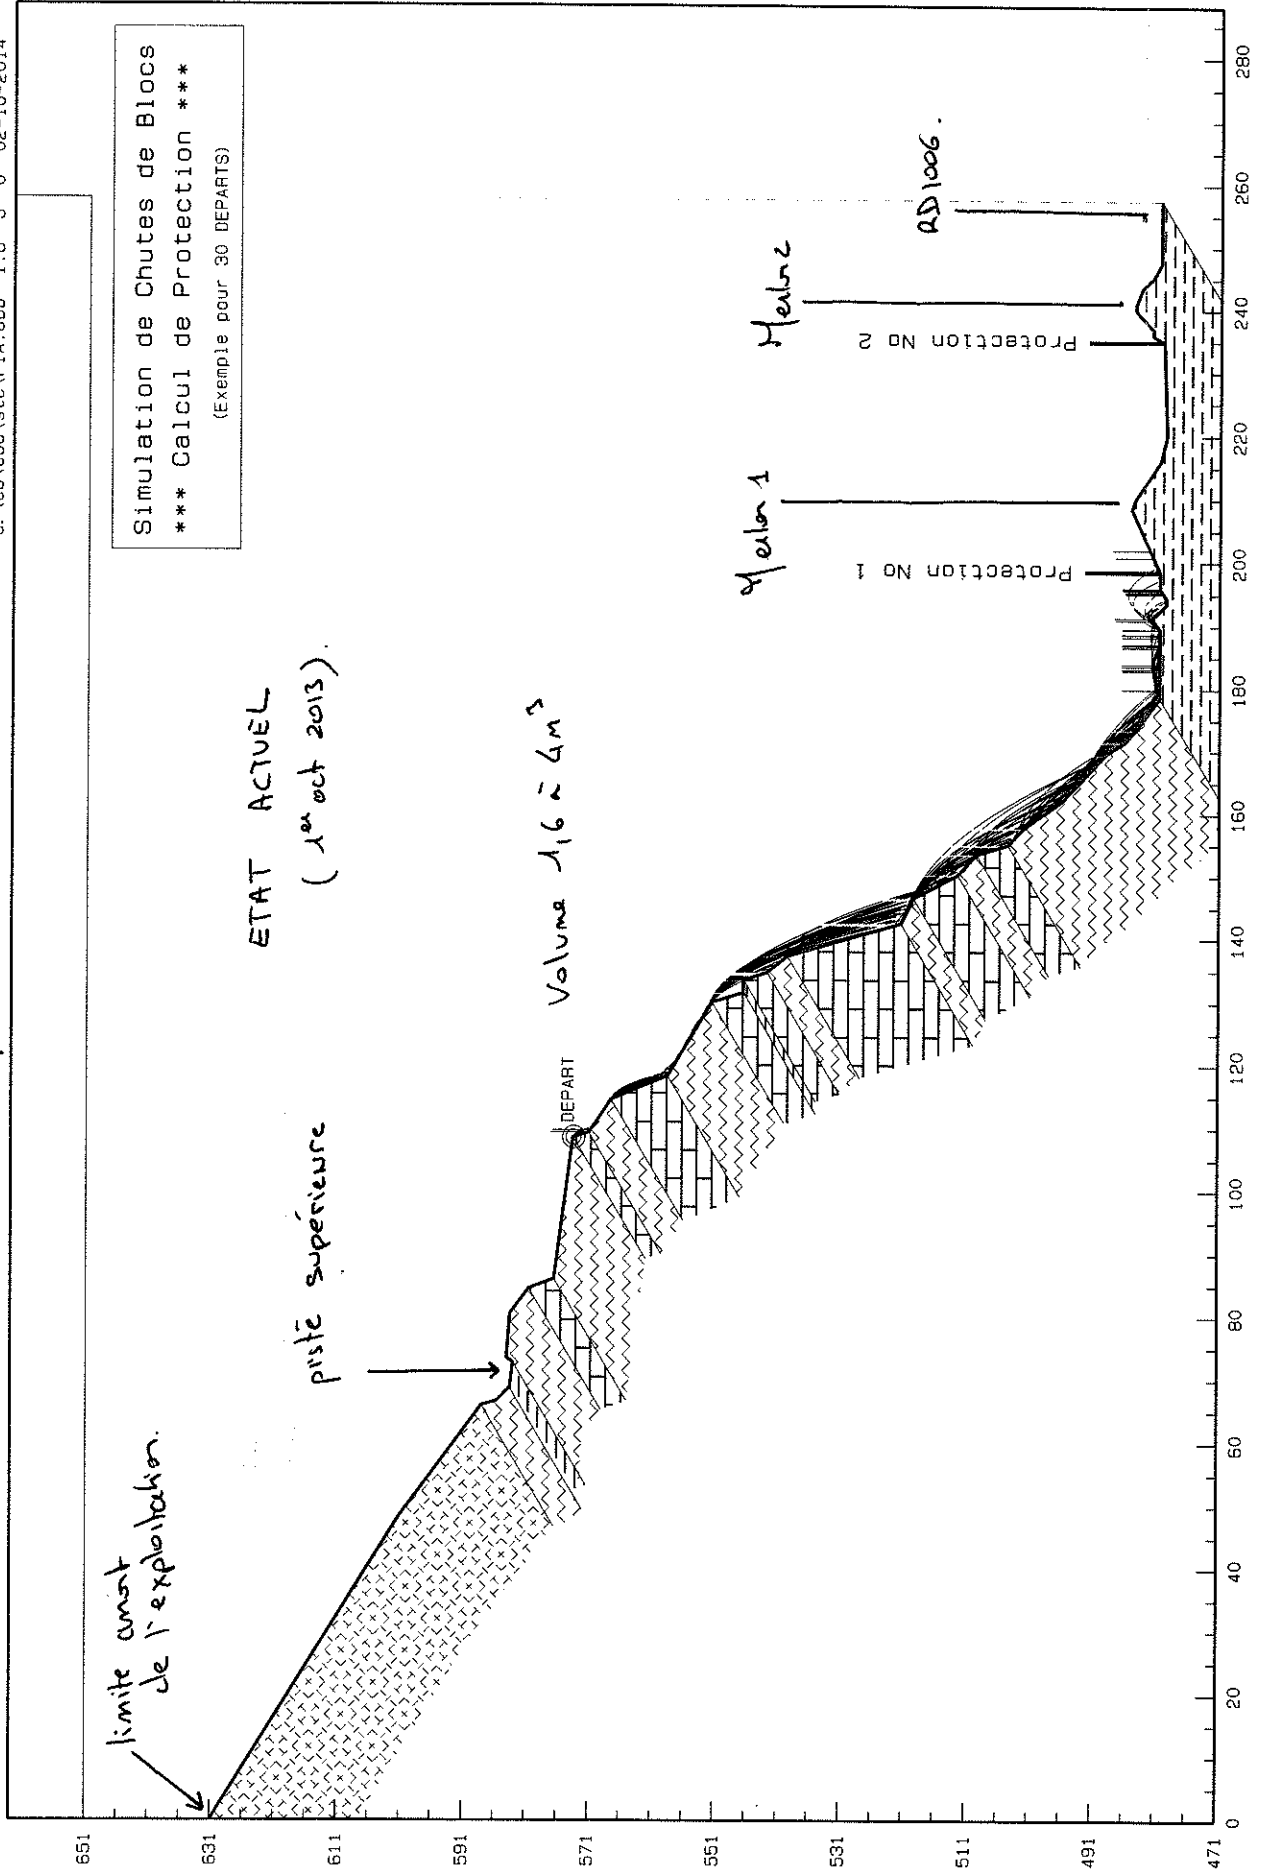 02-10-2014
Simulation de Chutes de Blocs
*** Calcul de Protection ***
(Exemple pour 30 DEPARTS)
limite amont
de l'exploitation.
piste supérieure
ETAT ACTUEL
(1er oct 2013).
Volume 1,6 à 4m3
DEPART
Merlon 1
Protection No 1
Merlon 2
Protection No 2
RD1006.
651
631
611
591
571
551
531
511
491
471
0
20
40
60
80
100
120
140
160
180
200
220
240
260
280